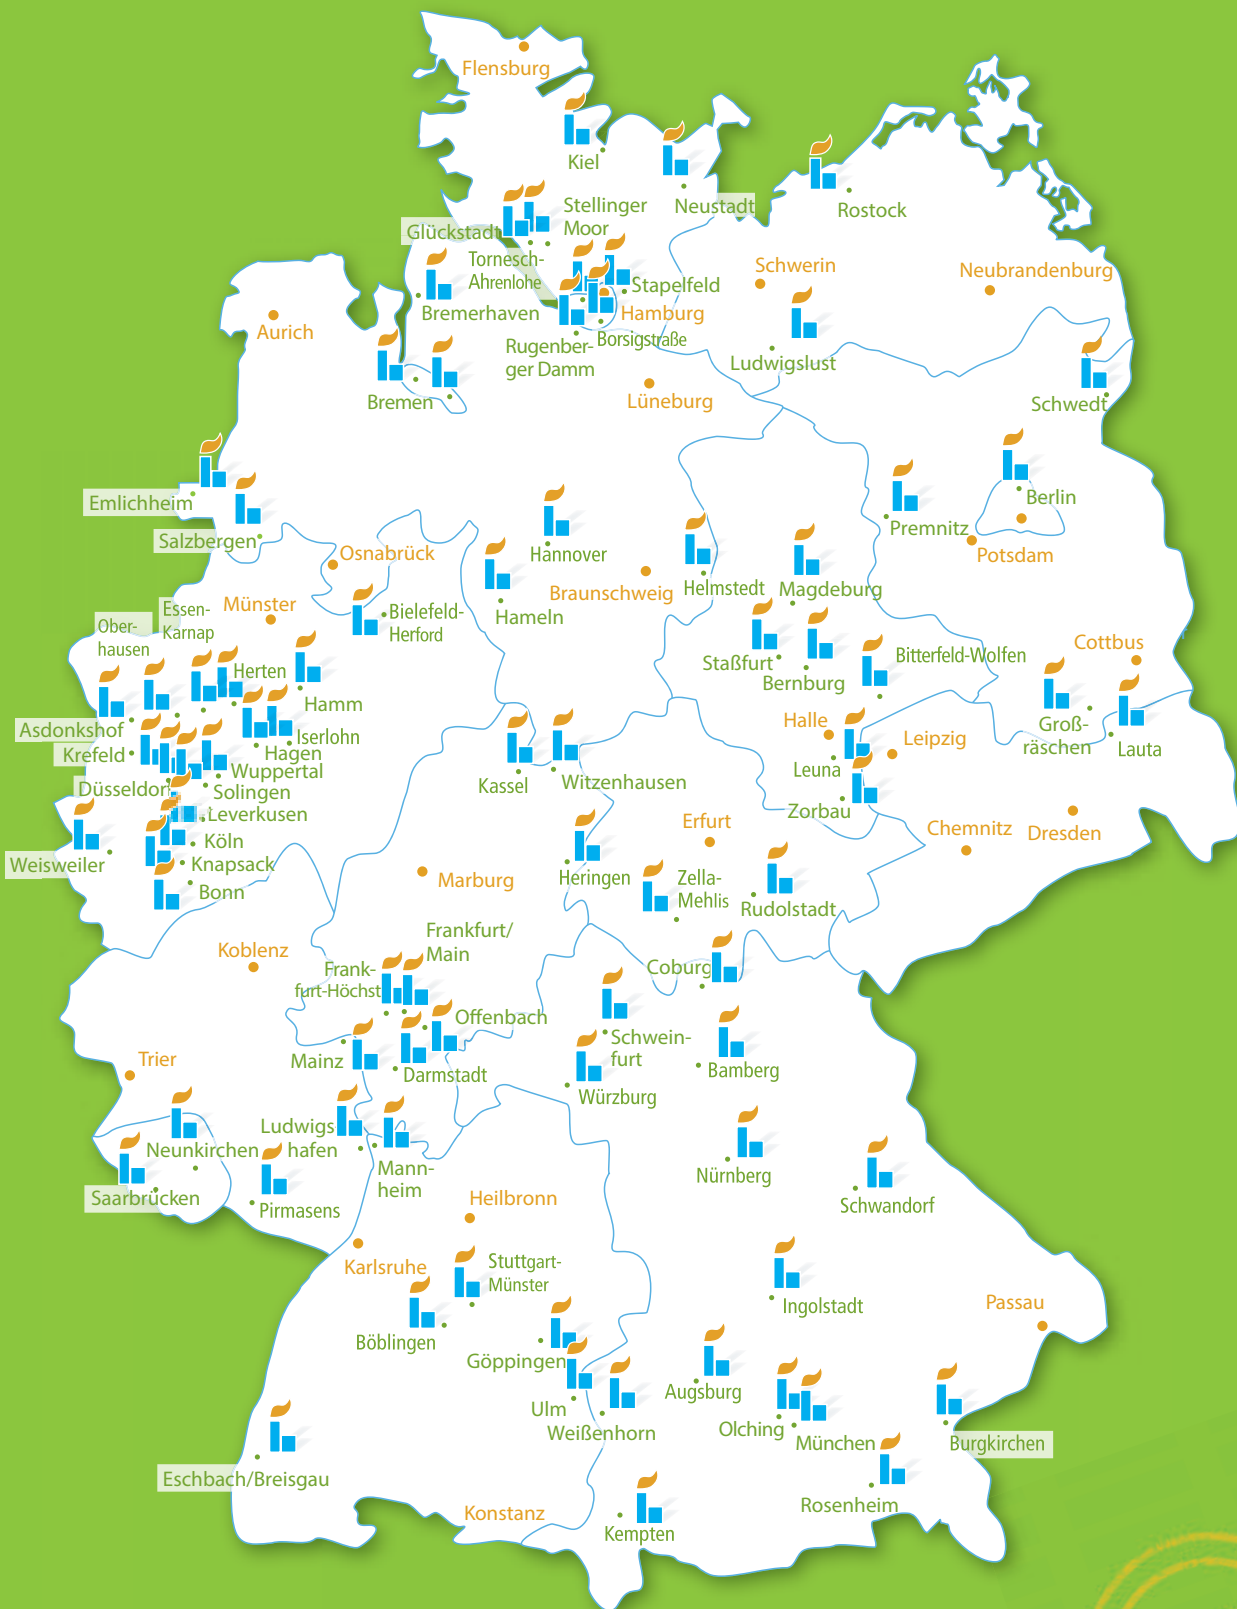 Flensburg
Kiel
Neustadt
Rostock
Stellinger
Moor
Glückstadt
Tornesch-
Ahrenlohe
Stapelfeld
Schwerin
Neubrandenburg
Bremerhaven
Hamburg
Aurich
Borsigstraße
Rugenber-
ger Damm
Ludwigslust
Bremen
Lüneburg
Schwedt
Emlichheim
Berlin
Premnitz
Salzbergen
Osnabrück
Hannover
Potsdam
Braunschweig
Helmstedt
Magdeburg
Hameln
Münster
Essen-
Karnap
Bielefeld-
Herford
Ober-
hausen
Herten
Staßfurt
Bernburg
Bitterfeld-Wolfen
Cottbus
Hamm
Asdonkshof
Iserlohn
Halle
Leipzig
Groß-
räschen
Lauta
Krefeld
Hagen
Wuppertal
Leuna
Kassel
Witzenhausen
Düsseldorf
Solingen
Leverkusen
Zorbau
Erfurt
Chemnitz
Dresden
Weisweiler
Köln
Knapsack
Bonn
Marburg
Heringen
Zella-
Mehlis
Rudolstadt
Koblenz
Frankfurt/
Main
Frank-
furt-Höchst
Coburg
Offenbach
Schwein-
furt
Mainz
Darmstadt
Trier
Bamberg
Würzburg
Ludwigs
hafen
Neunkirchen
Mann-
heim
Nürnberg
Saarbrücken
Pirmasens
Heilbronn
Schwandorf
Karlsruhe
Stuttgart-
Münster
Ingolstadt
Passau
Böblingen
Göppingen
Augsburg
Ulm
Weißenhorn
Olching
München
Burgkirchen
Eschbach/Breisgau
Rosenheim
Konstanz
Kempten